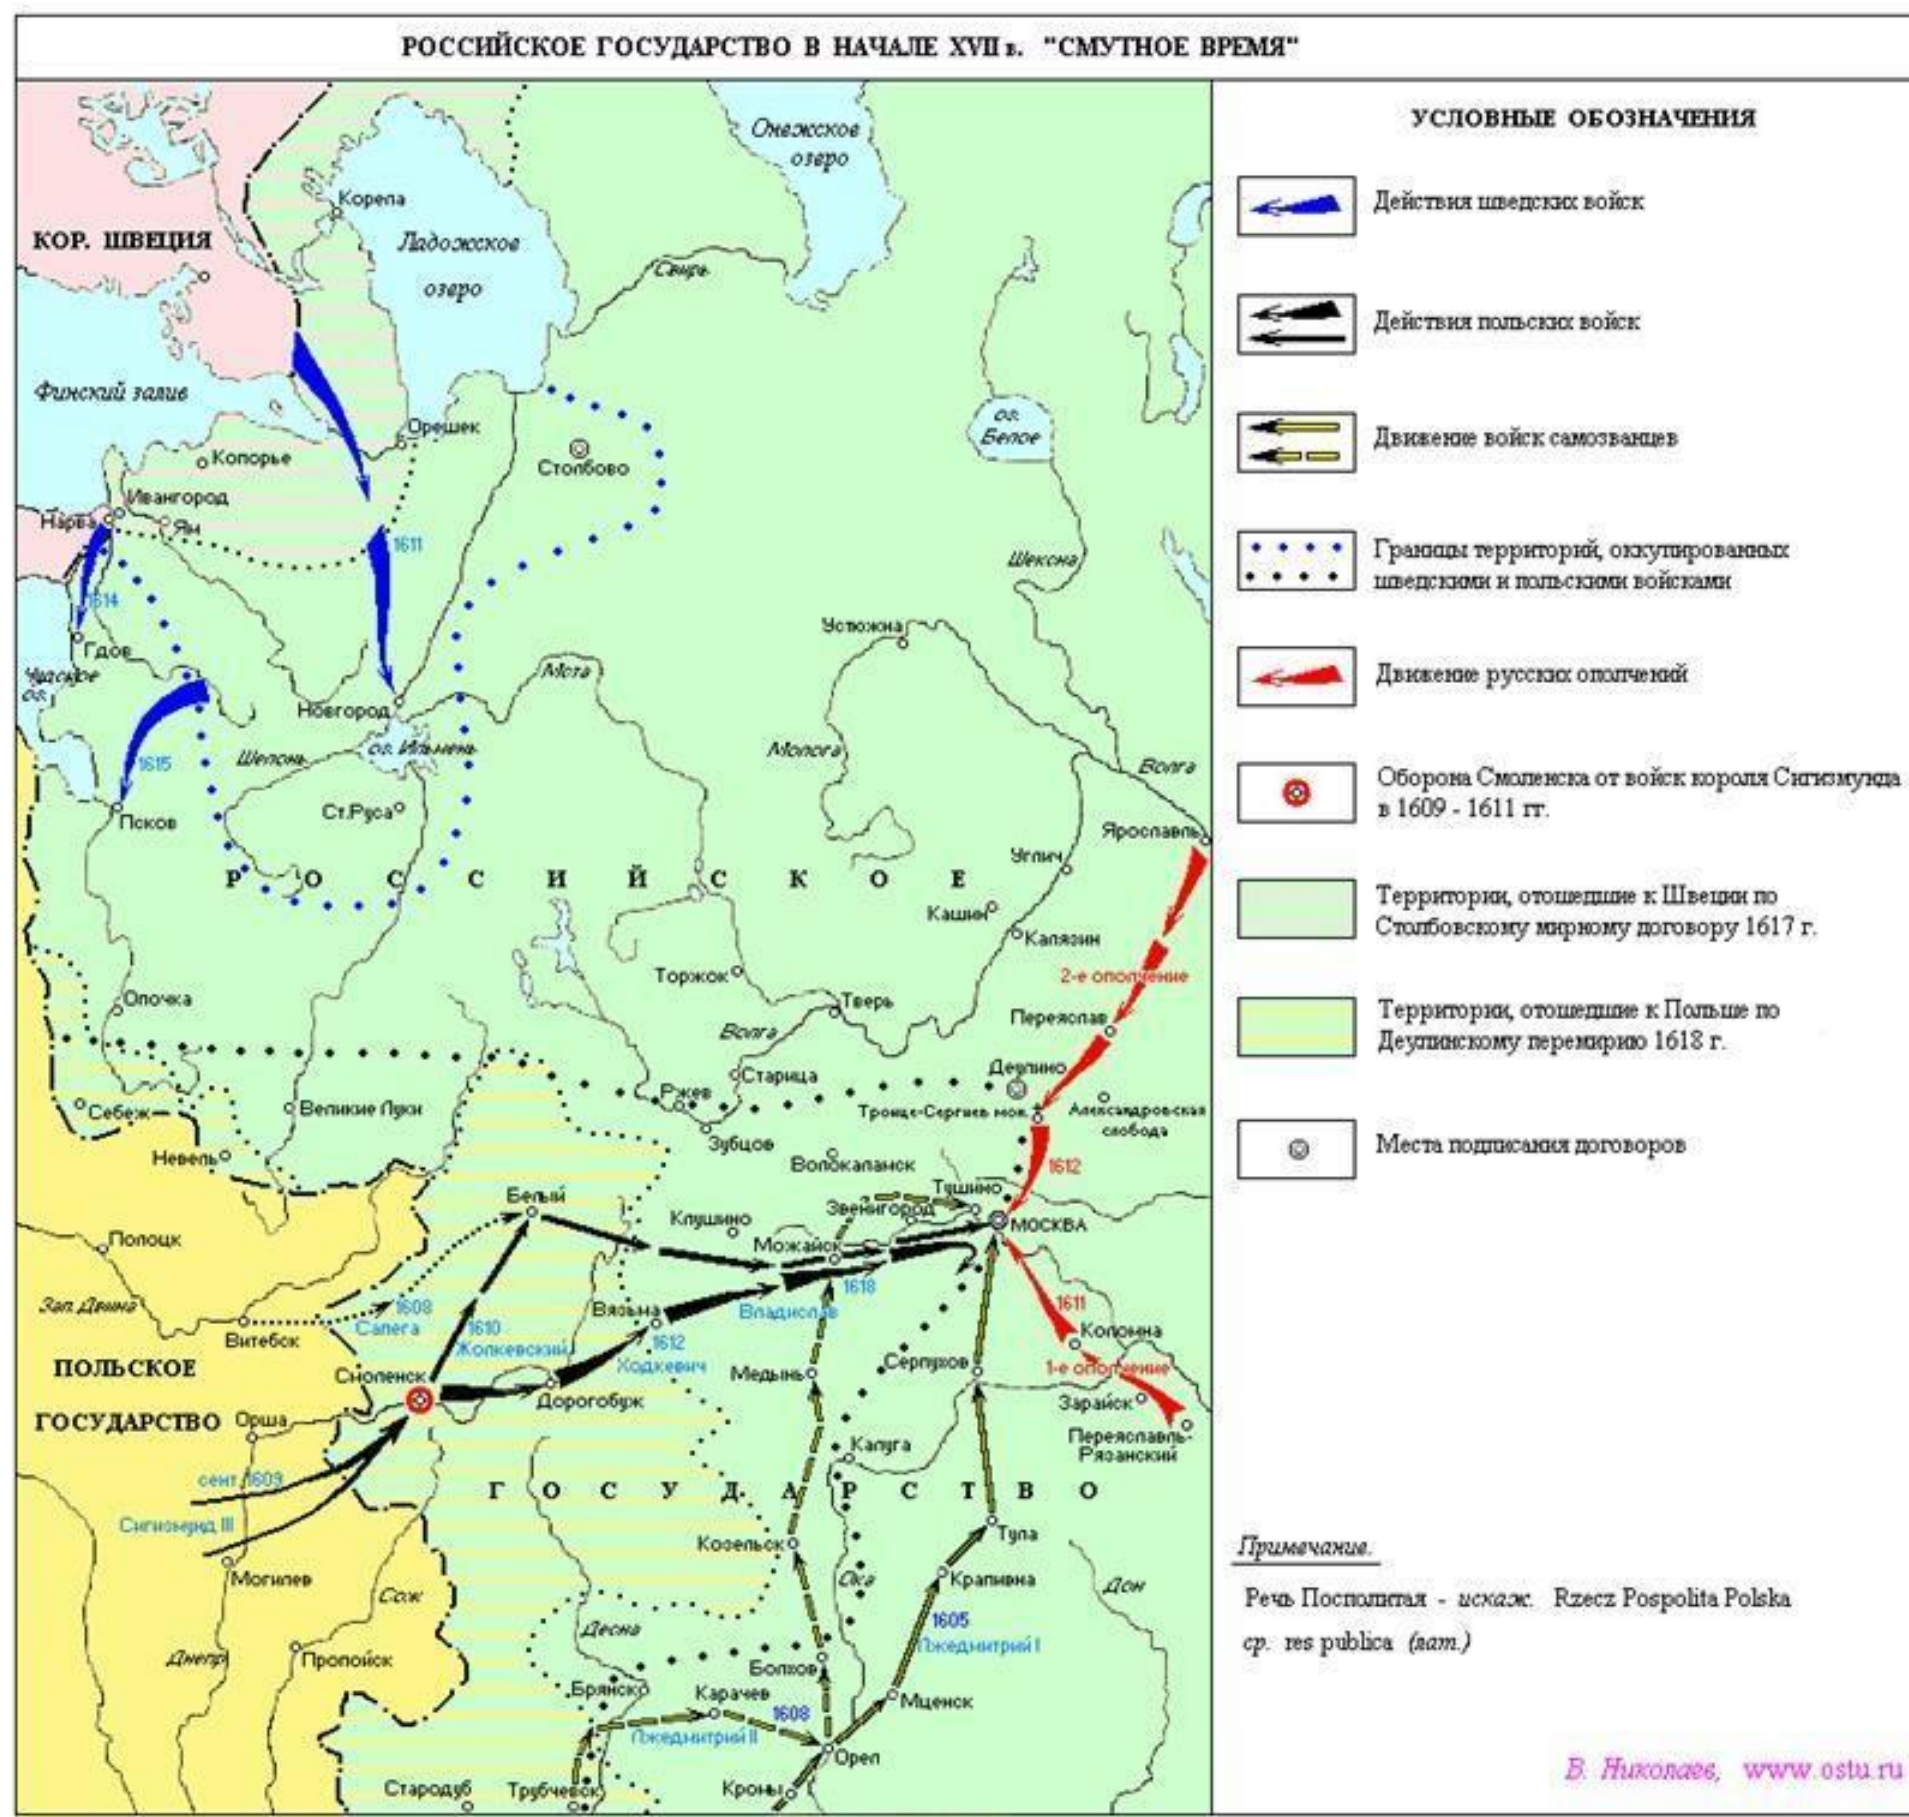 РОССИЙСКОЕ ГОСУДАРСТВО В НАЧАЛЕ XVII в. "СМУТНОЕ ВРЕМЯ"
Онежское
озеро
Корела
КОР. ШВЕЦИЯ
Ладожское
озеро
Свирь
Финский залив
Орешек
оз.
Белое
Копорье
Столбово
Ивангород
Нарва
Ям
1611
Шексна
1614
Гдов
Устюжна
Чудское
оз.
Мста
Новгород
оз. Ильмень
Шелонь
Молога
Волга
1615
Псков
Ст.Руса
Ярославль
Углич
РОССИЙСКОЕ
Кашин
Калязин
Торжок
2-е ополчение
Опочка
Тверь
Переяслав
Волга
Деулино
Старица
Ржев
Себеж
Великие Луки
Троице-Сергиев мон.
Александровская
слобода
Зубцов
Невель
Волокаламск
1612
Белый
Тушино
Звенигород
Клушино
МОСКВА
Полоцк
Можайск
1618
Зап.Двина
1608
Вязьма
Владислав
1611
Сапега
1610
Витебск
Жолкевский
1612
Коломна
ПОЛЬСКОЕ
Ходкевич
Серпухов
1-е ополчение
Смоленск
Медынь
Дорогобуж
Зарайск
ГОСУДАРСТВО
Орша
Переяславль-
Рязанский
Калуга
сент.1609
ГОСУДАРСТВО
Сигизмунд III
Тула
Козельск
Могилев
Крапивна
Ока
Дон
Сож
Десна
1605
Лжедмитрий I
Днепр
Пропойск
Болхов
Брянск
Карачев
Мценск
1608
Лжедмитрий II
Орел
Стародуб
Трубчевск
Кромы
УСЛОВНЫЕ ОБОЗНАЧЕНИЯ
Действия шведских войск
Действия польских войск
Движение войск самозванцев
Границы территорий, оккупированных
шведскими и польскими войсками
Движение русских ополчений
Оборона Смоленска от войск короля Сигизмунда
в 1609 - 1611 гг.
Территории, отошедшие к Швеции по
Столбовскому мирному договору 1617 г.
Территории, отошедшие к Польше по
Деулинскому перемирию 1618 г.
Места подписания договоров
Примечание.
Речь Посполитая - искаж. Rzecz Pospolita Polska
ср. res publica (лат.)
В. Николаев, www.ostu.ru